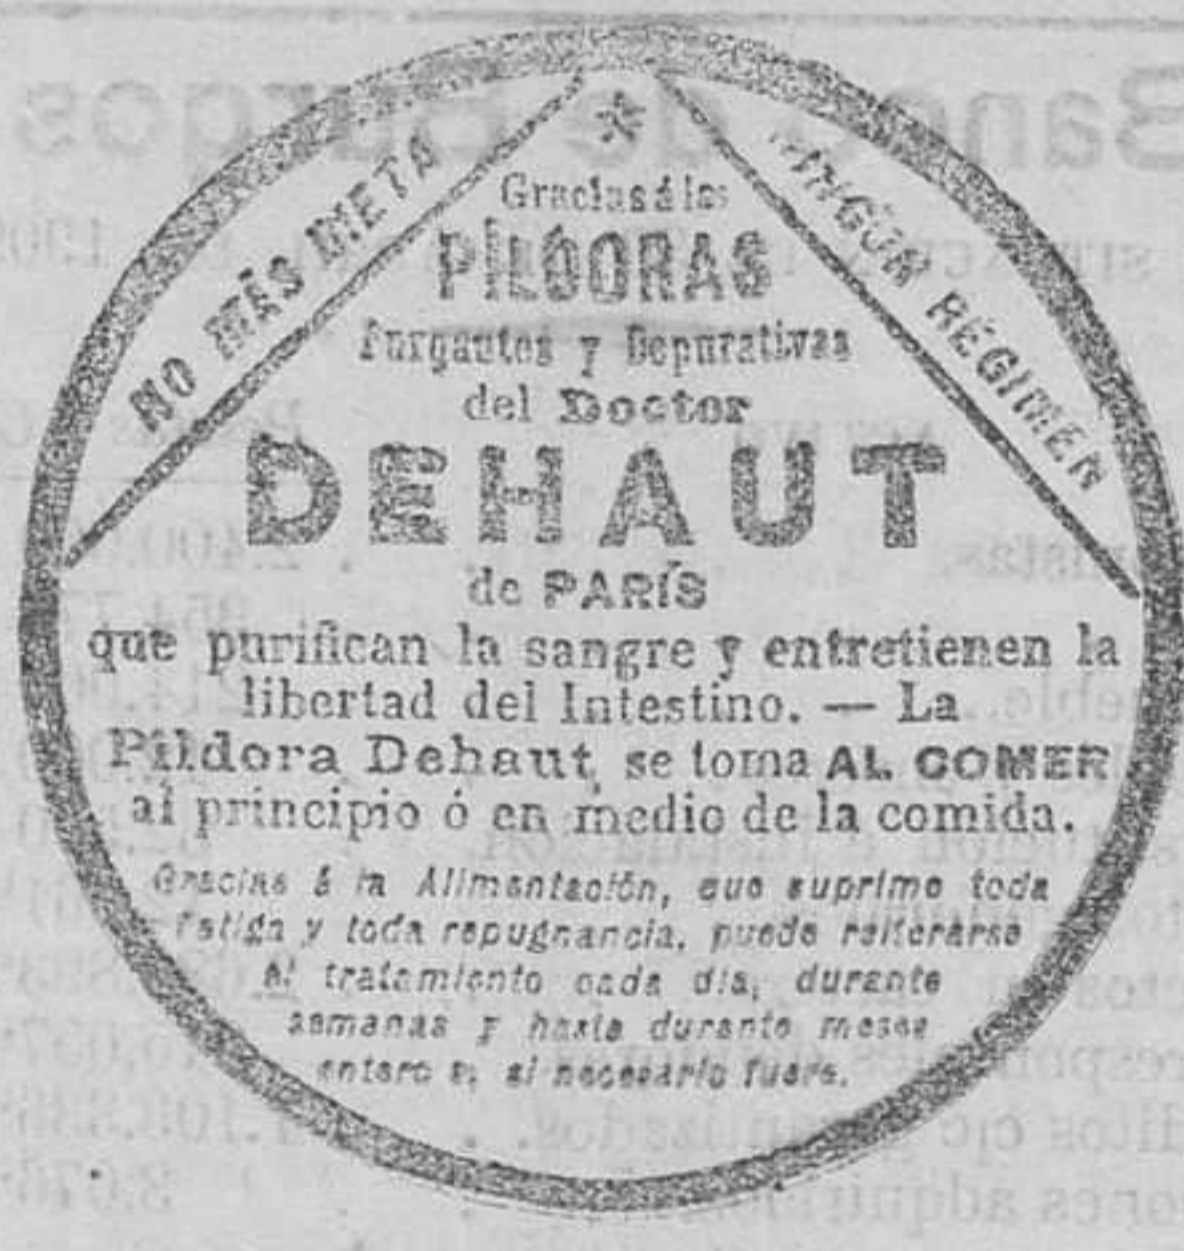 NO MÁS DIETA
NINGÚN RÉGIMEN
Gracias á las
PÍLDORAS
Purgantes y Depurativas
del Doctor
DEHAUT
de PARÍS
que purifican la sangre y entretienen la
libertad del Intestino. — La
Píldora Dehaut, se toma AL COMER
al principio ó en medio de la comida.
Gracias á la Alimentación, que suprime toda
fatiga y toda repugnancia, puede reiterarse
el tratamiento cada día, durante
semanas y hasta durante meses
enteros, si necesario fuere.